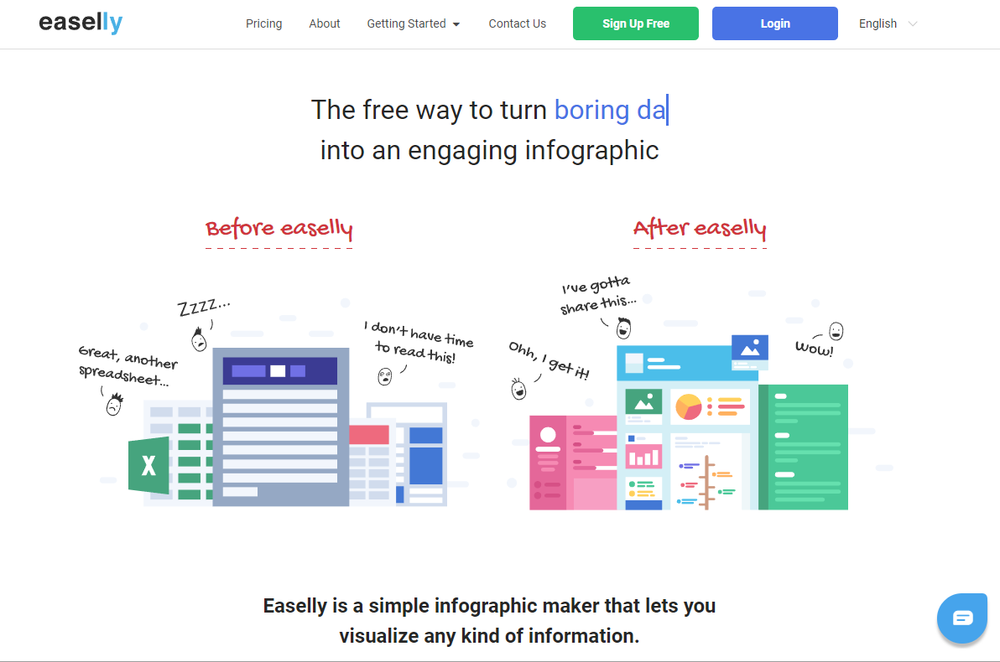 easelly
Pricing
About
Getting Started
Contact Us
Sign Up Free
Login
English
The free way to turn boring da
into an engaging infographic
Before easelly
After easelly
Zzzz...
Great, another
spreadsheet...
I don't have time
to read this!
X
I've gotta
share this...
Ohh, I get it!
Wow!
Easelly is a simple infographic maker that lets you
visualize any kind of information.